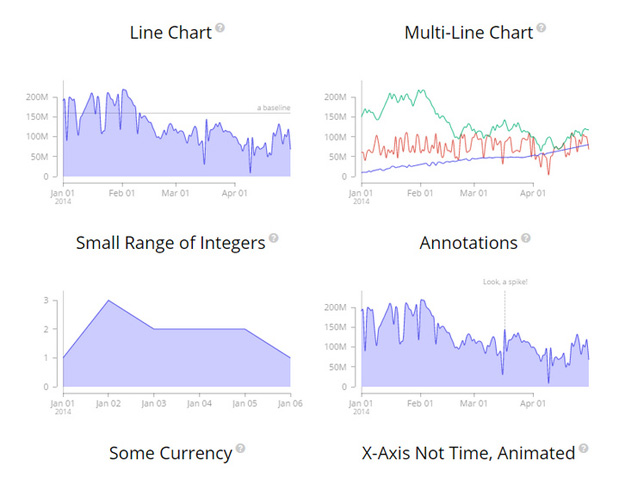 Line Chart ?
Multi-Line Chart ?
200M
150M
100M
50M
0
a baseline
Jan 01 Feb 01 Mar 01 Apr 01
2014
200M
150M
100M
50M
0
Jan 01 Feb 01 Mar 01 Apr 01
2014
Small Range of Integers ?
Annotations ?
3
2
1
0
Jan 01 Jan 02 Jan 03 Jan 04 Jan 05 Jan 06
2014
Look, a spike!
200M
150M
100M
50M
0
Jan 01 Feb 01 Mar 01 Apr 01
2014
Some Currency ?
X-Axis Not Time, Animated ?